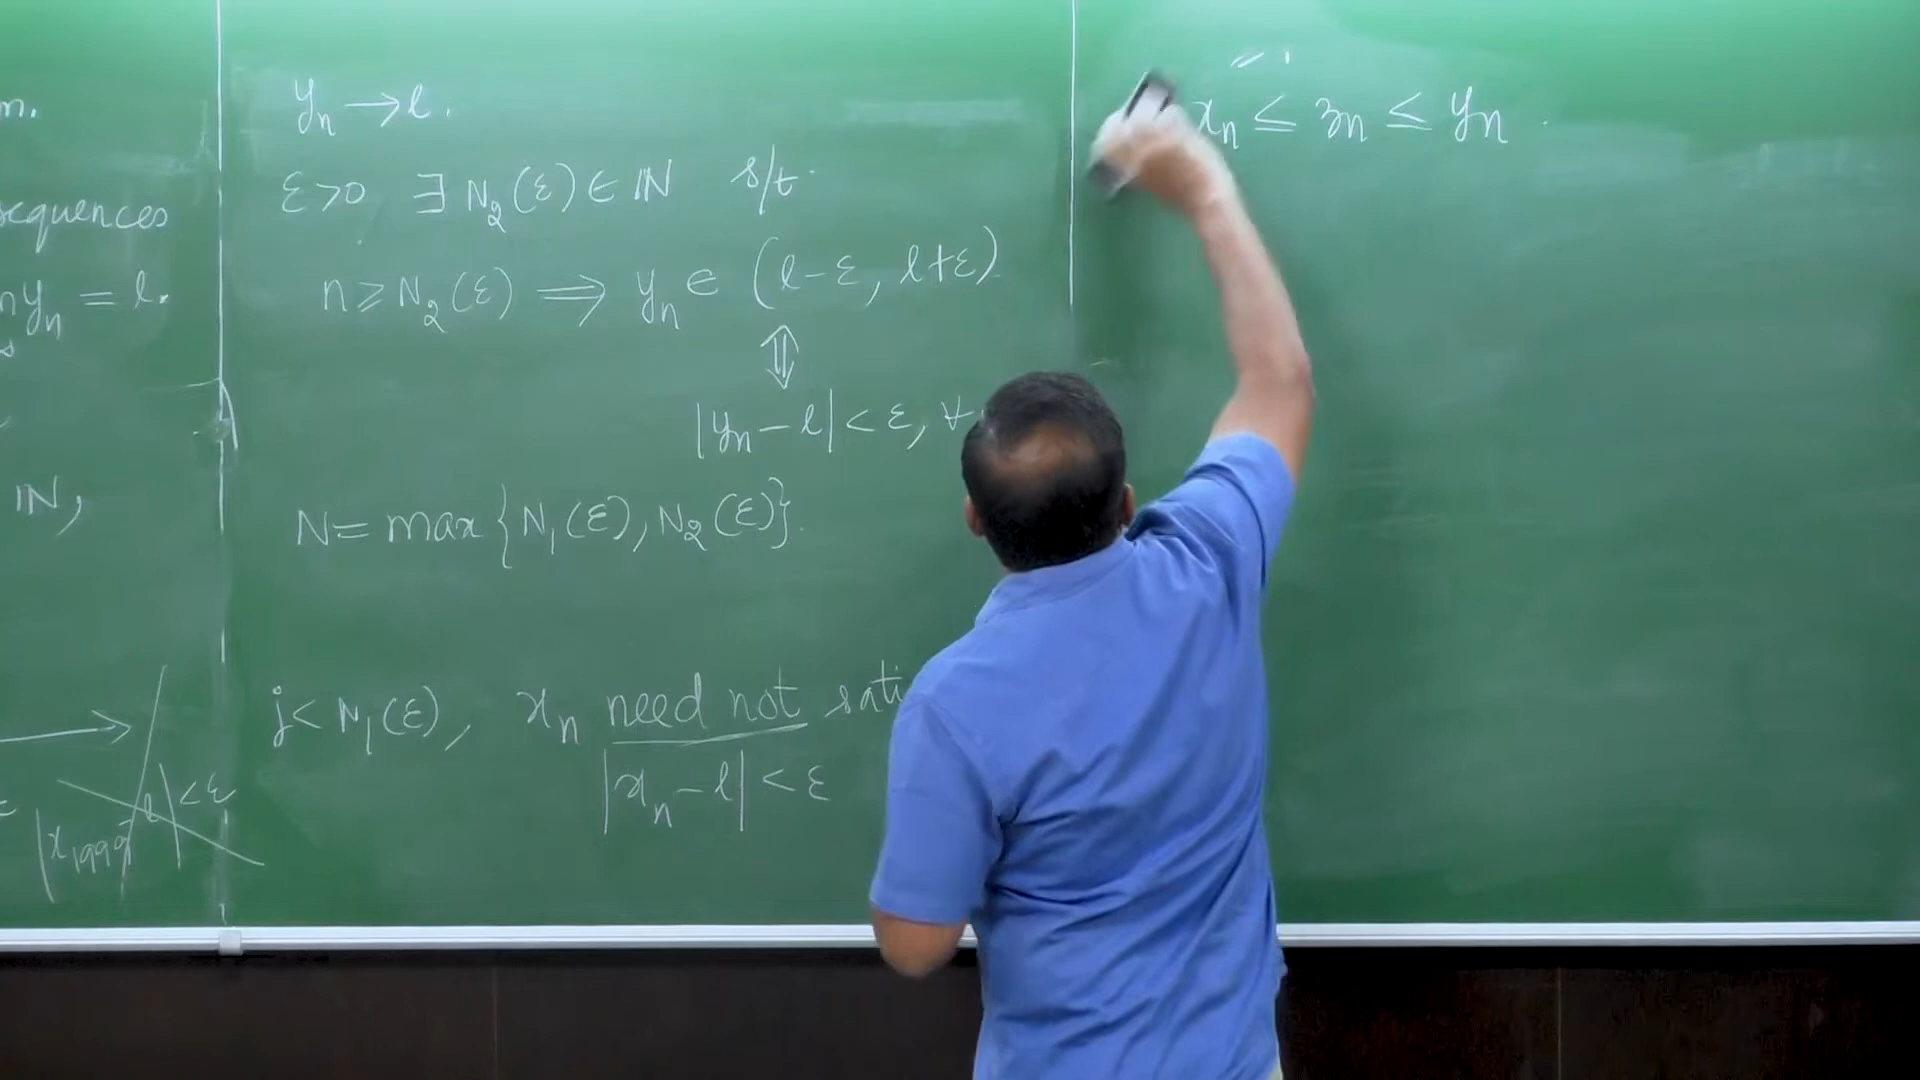 m.
sequences
y_n = l.
IN,
|x_1999 - l| < ε
y_n → l.
ε>0 ∃ N_2(ε) ∈ IN s/t.
n ≥ N_2(ε) ⟹ y_n ∈ (l-ε, l+ε)
⇕
|y_n - l| < ε, ∀
N = max {N_1(ε), N_2(ε)}.
j < N_1(ε), x_n need not sati
|x_n - l| < ε
x_n ≤ z_n ≤ y_n.